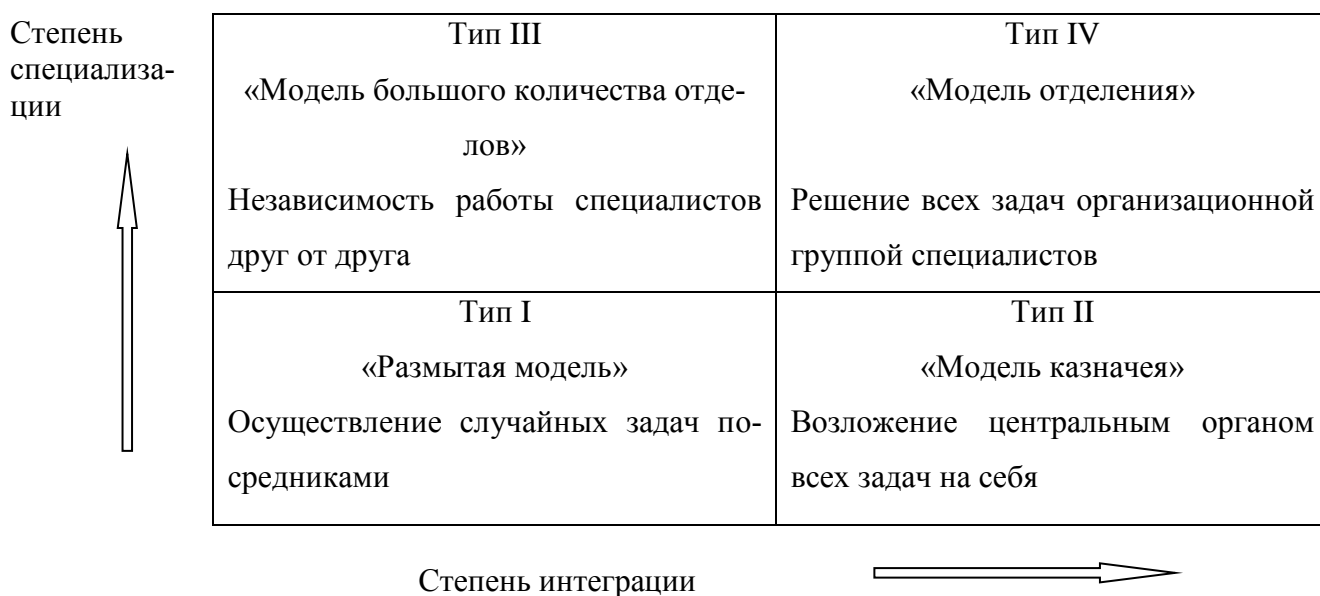 Степень
специализа-
ции
Тип III
«Модель большого количества отде-
лов»
Независимость работы специалистов
друг от друга
Тип IV
«Модель отделения»
Решение всех задач организационной
группой специалистов
Тип I
«Размытая модель»
Осуществление случайных задач по-
средниками
Тип II
«Модель казначея»
Возложение центральным органом
всех задач на себя
Степень интеграции